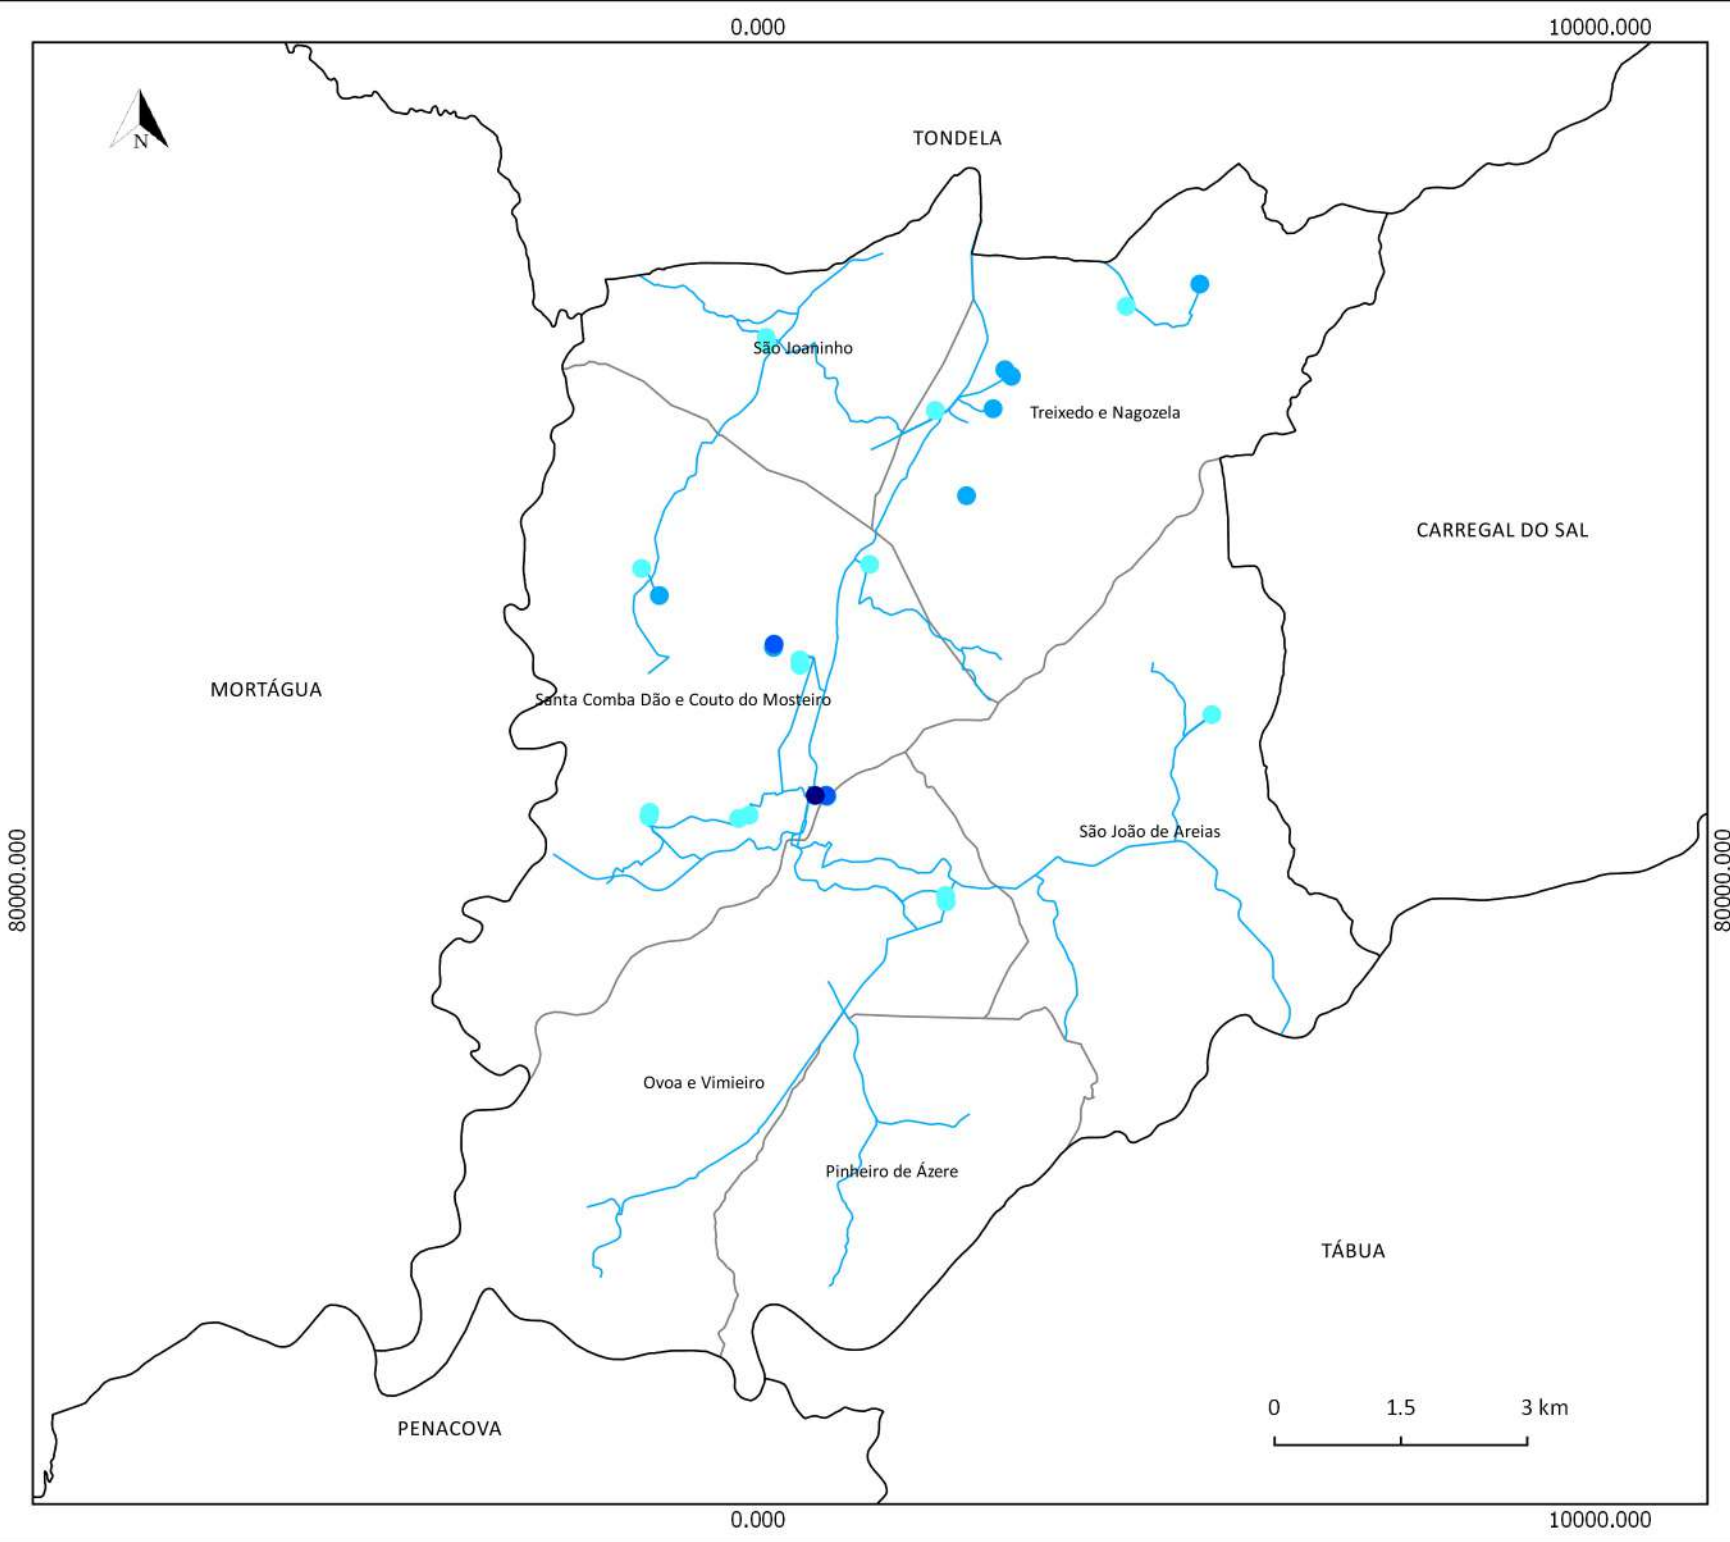 0.000 10000.000
N
TONDELA
São Joaninho
Treixedo e Nagozela
CARREGAL DO SAL
MORTÁGUA
Santa Comba Dão e Couto do Mosteiro
São João de Areias
80000.000 80000.000
Ovoa e Vimieiro
Pinheiro de Ázere
TÁBUA
0 1.5 3 km
PENACOVA
0.000 10000.000